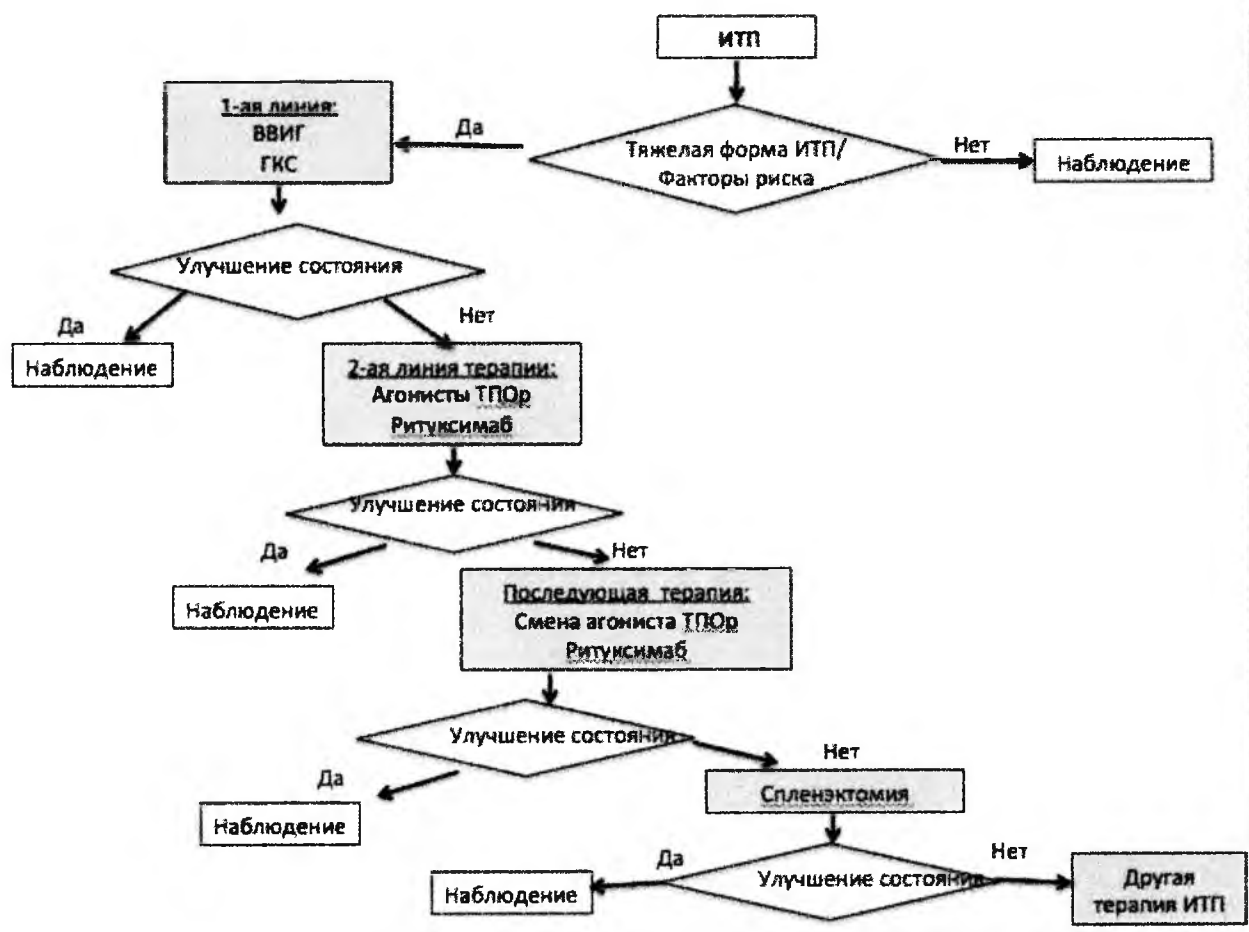 ИТП
1-ая линия:
ВВИГ
ГКС
Да
Тяжелая форма ИТП/
Факторы риска
Нет
Наблюдение
Улучшение состояния
Да
Наблюдение
Нет
2-ая линия терапии:
Агонисты ТПОр
Ритуксимаб
Улучшение состояния
Да
Наблюдение
Нет
Последующая терапия:
Смена агониста ТПОр
Ритуксимаб
Улучшение состояния
Да
Наблюдение
Нет
Спленэктомия
Улучшение состояния
Да
Наблюдение
Нет
Другая
терапия ИТП